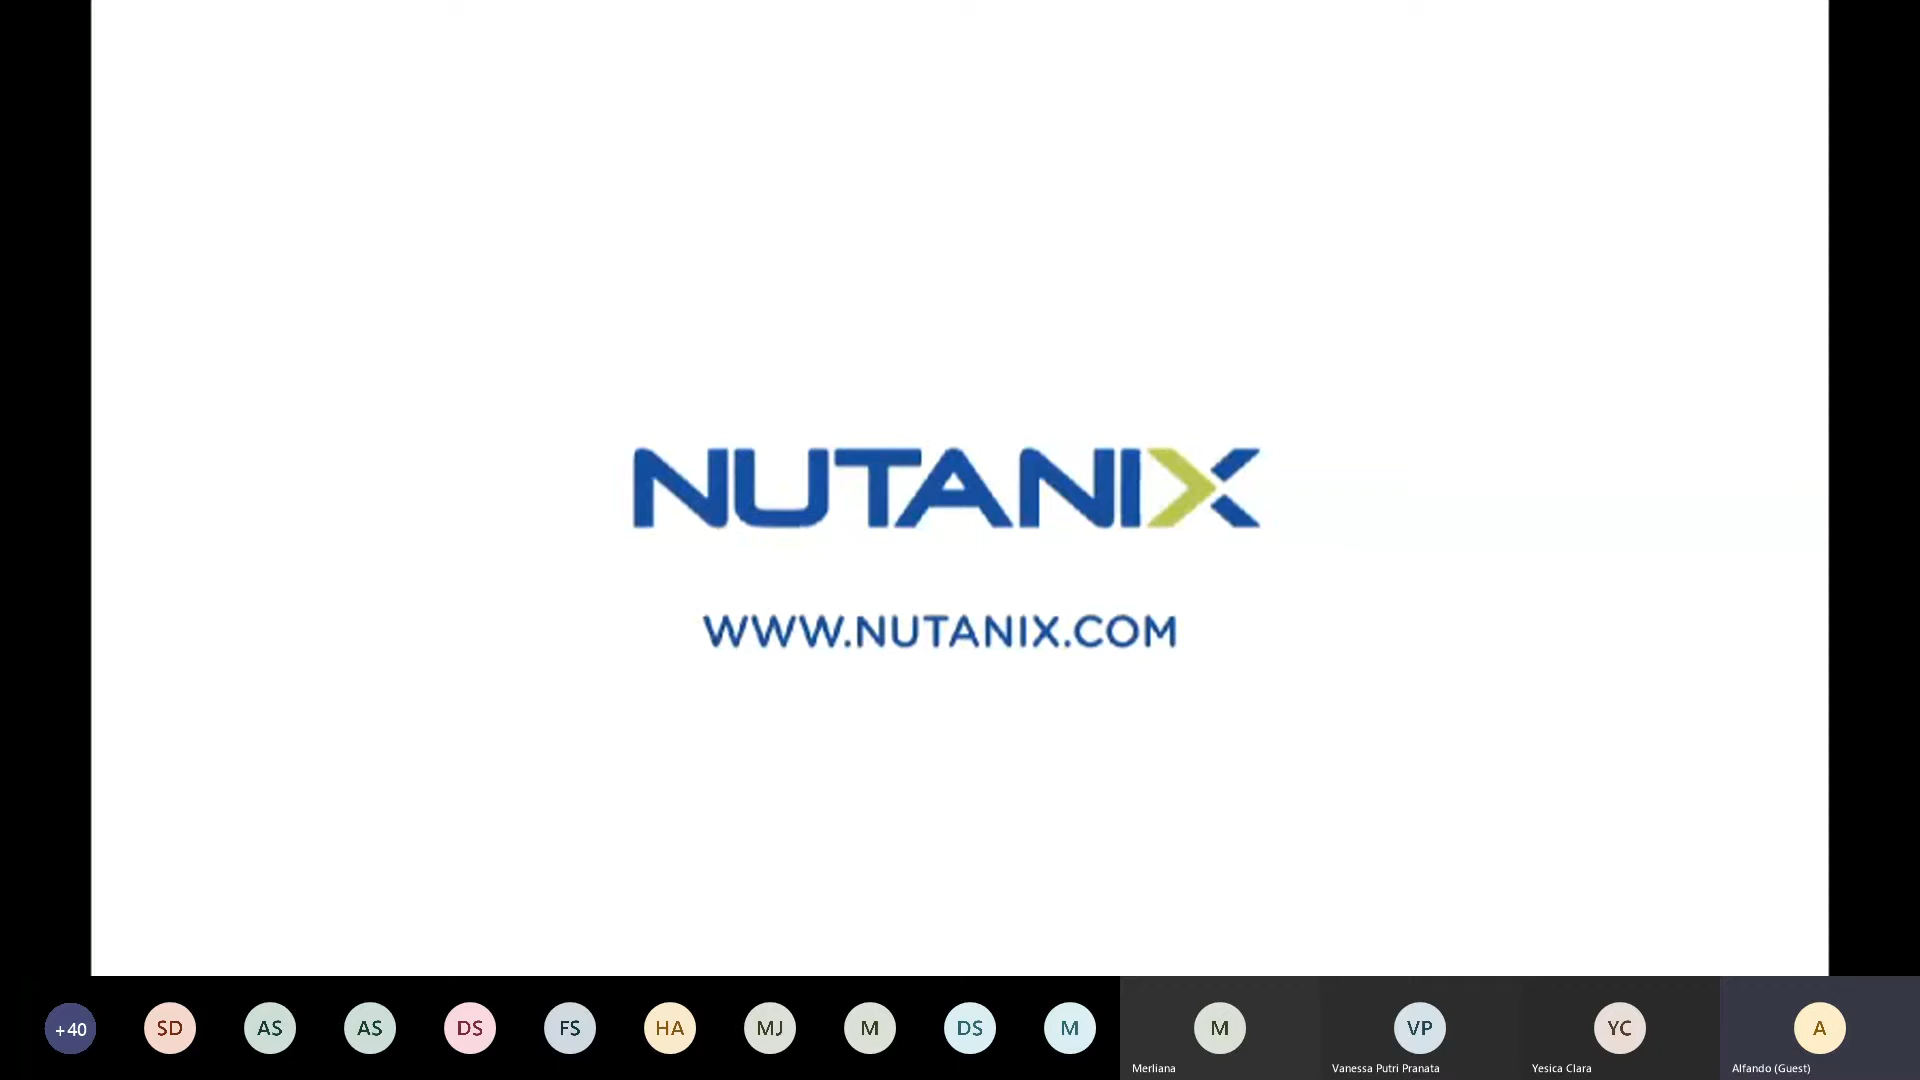 NUTANIX
WWW.NUTANIX.COM
+40
SD
AS
AS
DS
FS
HA
MJ
M
DS
M
M
VP
YC
A
Merliana
Vanessa Putri Pranata
Yesica Clara
Alfando (Guest)